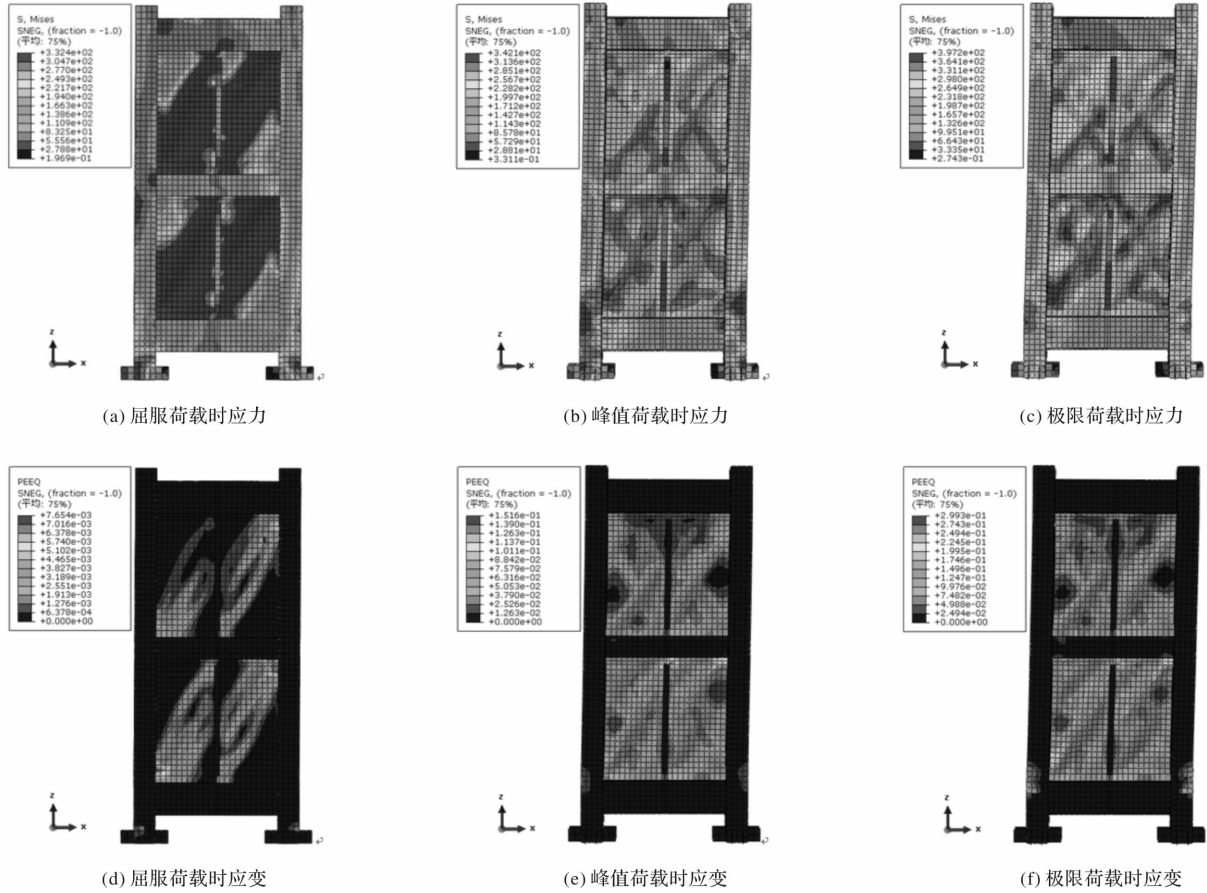 S, Mises
SNEG, (fraction = -1.0)
(平均: 75%)
+3.324e+02
+3.047e+02
+2.770e+02
+2.493e+02
+2.217e+02
+1.940e+02
+1.663e+02
+1.386e+02
+1.109e+02
+8.325e+01
+5.556e+01
+2.788e+01
+1.969e-01
z
x
(a) 屈服荷载时应力
S, Mises
SNEG, (fraction = -1.0)
(平均: 75%)
+3.421e+02
+3.136e+02
+2.851e+02
+2.567e+02
+2.282e+02
+1.997e+02
+1.712e+02
+1.427e+02
+1.143e+02
+8.578e+01
+5.729e+01
+2.881e+01
+3.311e-01
z
x
(b) 峰值荷载时应力
S, Mises
SNEG, (fraction = -1.0)
(平均: 75%)
+3.972e+02
+3.641e+02
+3.311e+02
+2.980e+02
+2.649e+02
+2.318e+02
+1.987e+02
+1.657e+02
+1.326e+02
+9.951e+01
+6.643e+01
+3.335e+01
+2.743e-01
z
x
(c) 极限荷载时应力
PEEQ
SNEG, (fraction = -1.0)
(平均: 75%)
+7.654e-03
+7.016e-03
+6.378e-03
+5.740e-03
+5.102e-03
+4.465e-03
+3.827e-03
+3.189e-03
+2.551e-03
+1.913e-03
+1.276e-03
+6.378e-04
+0.000e+00
z
x
(d) 屈服荷载时应变
PEEQ
SNEG, (fraction = -1.0)
(平均: 75%)
+1.516e-01
+1.390e-01
+1.263e-01
+1.137e-01
+1.011e-01
+8.842e-02
+7.579e-02
+6.316e-02
+5.053e-02
+3.790e-02
+2.526e-02
+1.263e-02
+0.000e+00
z
x
(e) 峰值荷载时应变
PEEQ
SNEG, (fraction = -1.0)
(平均: 75%)
+2.993e-01
+2.743e-01
+2.494e-01
+2.245e-01
+1.995e-01
+1.746e-01
+1.496e-01
+1.247e-01
+9.976e-02
+7.482e-02
+4.988e-02
+2.494e-02
+0.000e+00
z
x
(f) 极限荷载时应变